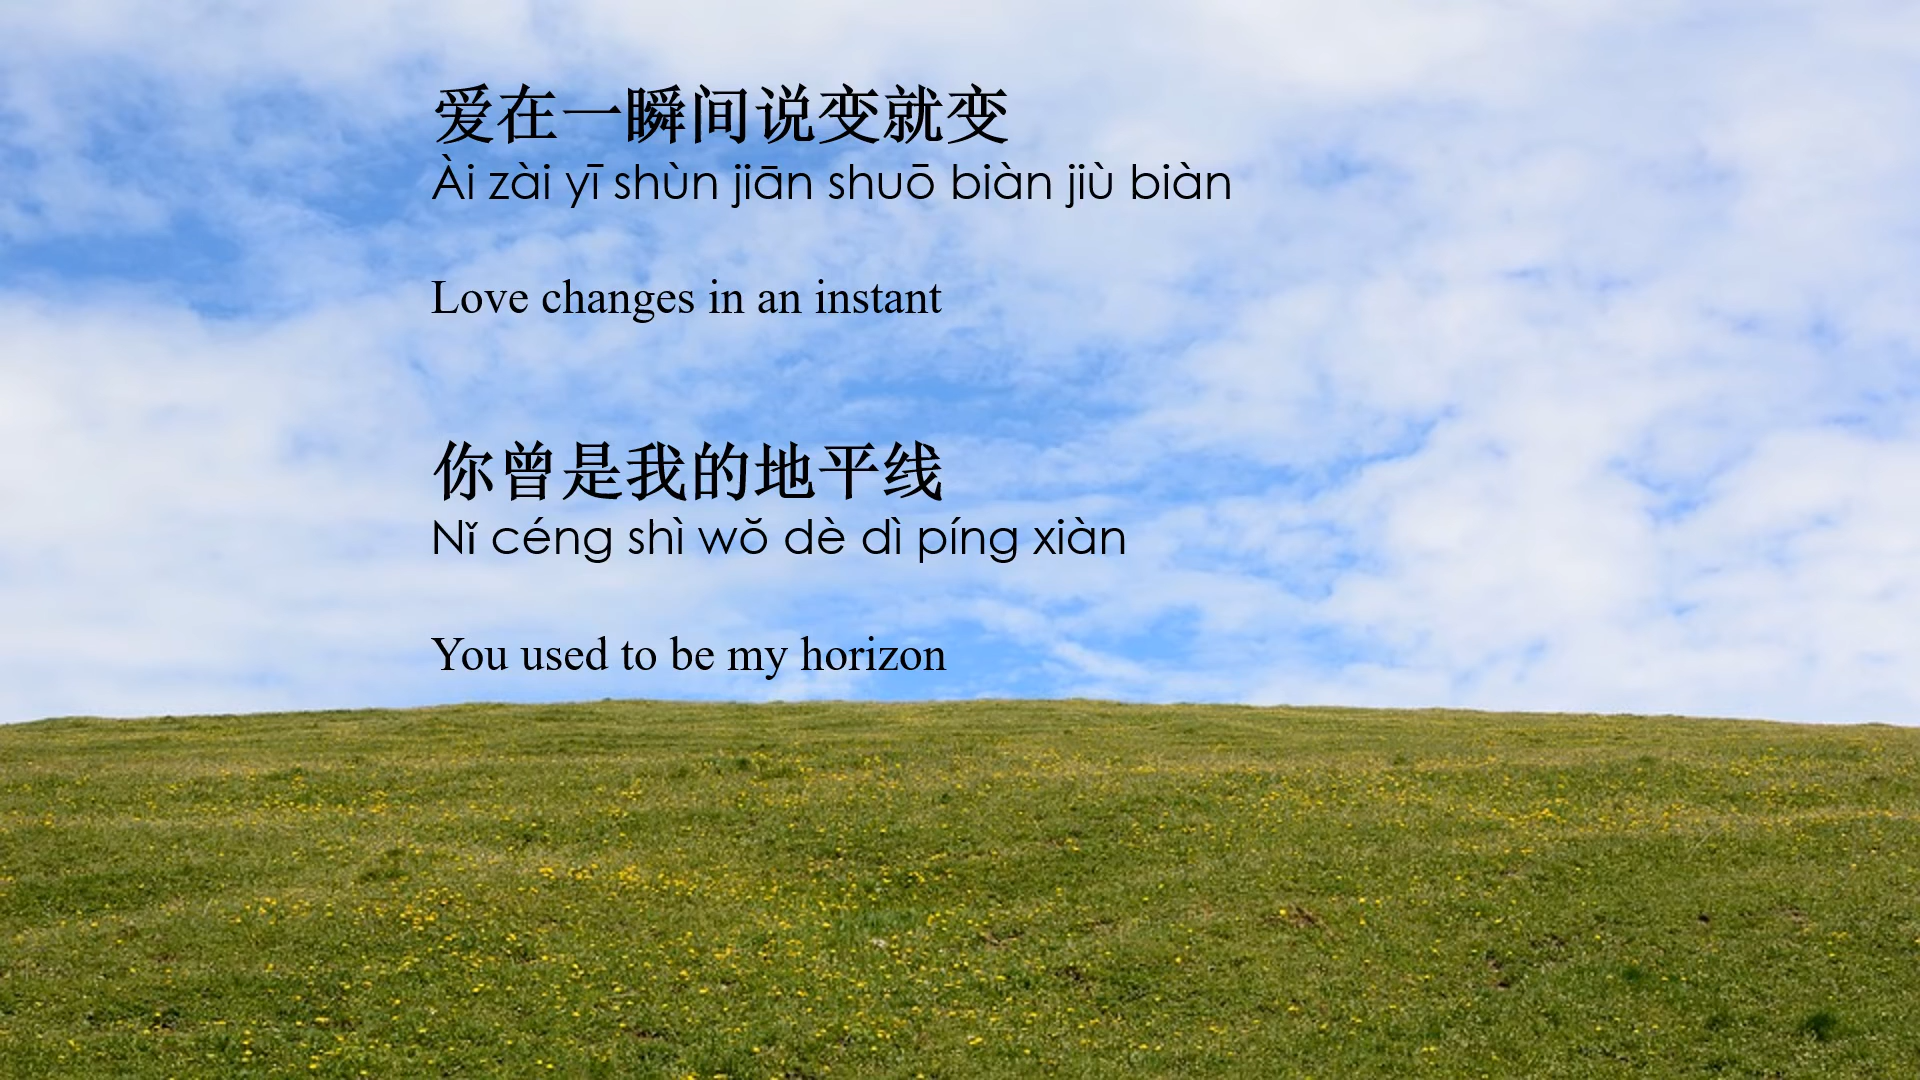 爱在一瞬间说变就变
Ài zài yī shùn jiān shuō biàn jiù biàn
Love changes in an instant
你曾是我的地平线
Nǐ céng shì wǒ dè dì píng xiàn
You used to be my horizon